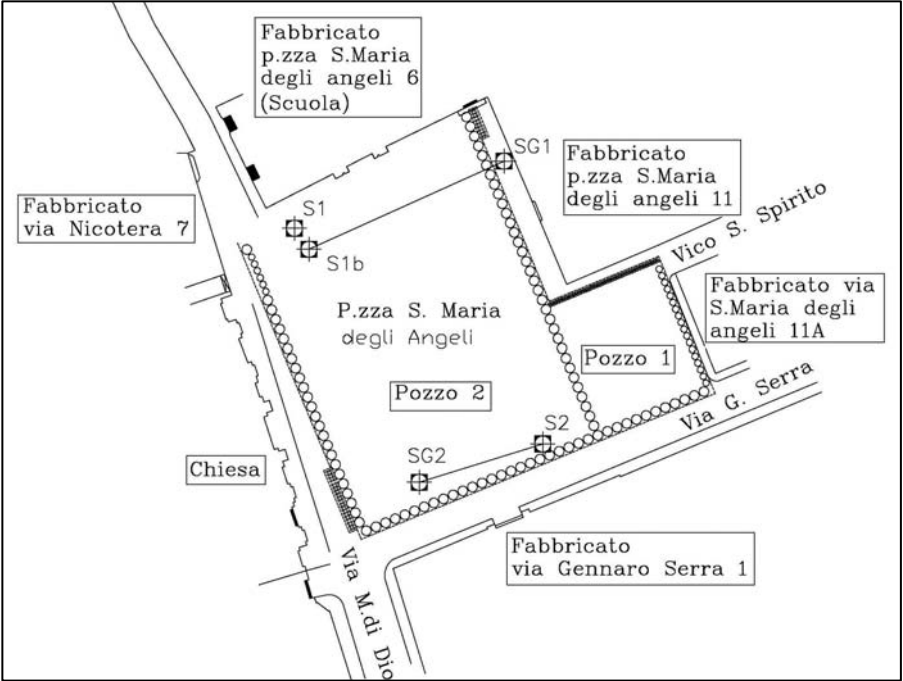 Fabbricato
p.zza S.Maria
degli angeli 6
(Scuola)
SG1
Fabbricato
p.zza S.Maria
degli angeli 11
Fabbricato
via Nicotera 7
S1
S1b
Vico S. Spirito
Fabbricato via
S.Maria degli
angeli 11A
P.zza S. Maria
degli Angeli
Pozzo 1
Pozzo 2
Via G. Serra
S2
SG2
Chiesa
Fabbricato
via Gennaro Serra 1
Via M.di Dio